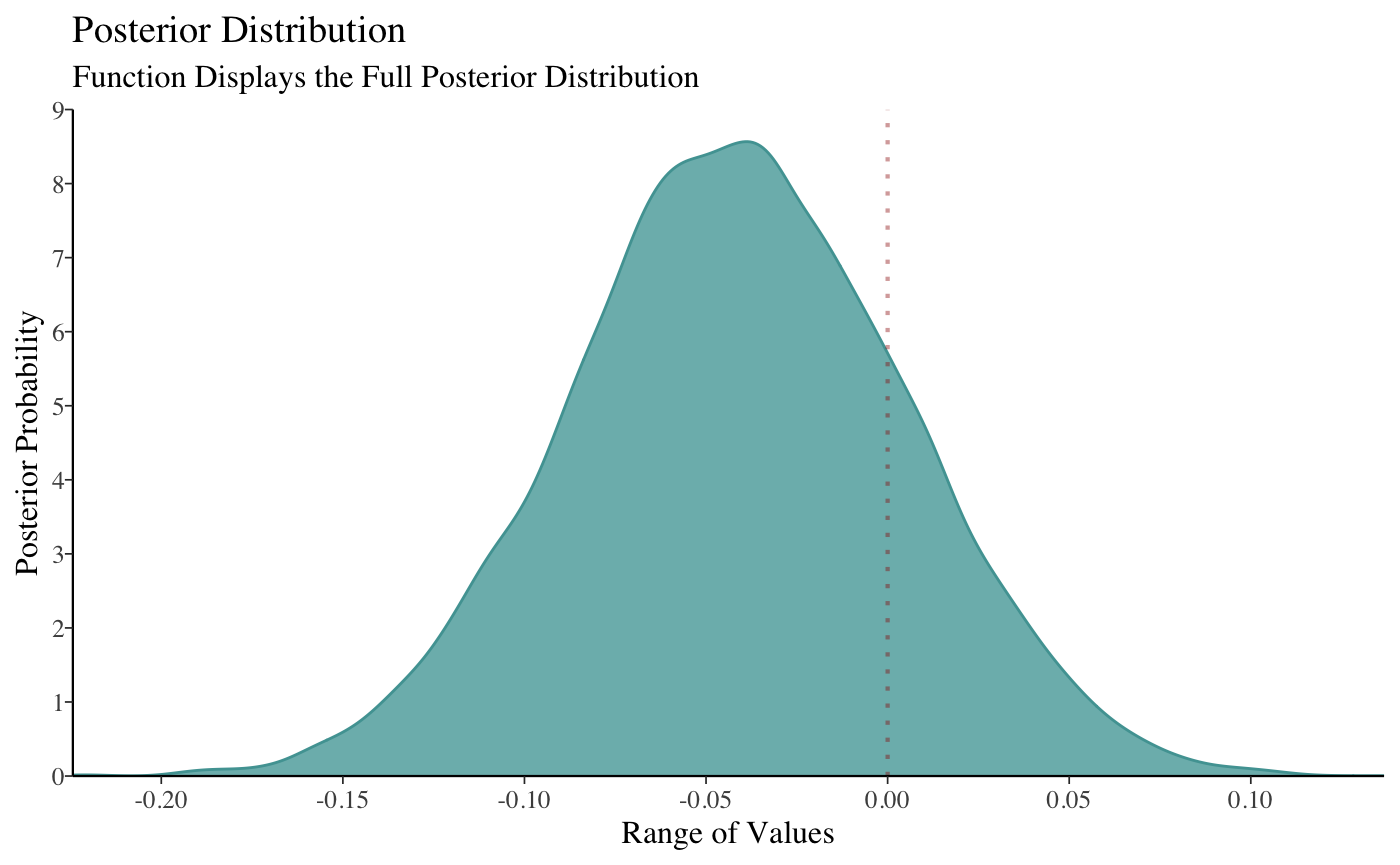 Posterior Distribution
Function Displays the Full Posterior Distribution
9
8
7
6
5
4
3
2
1
0
Posterior Probability
-0.20 -0.15 -0.10 -0.05 0.00 0.05 0.10
Range of Values